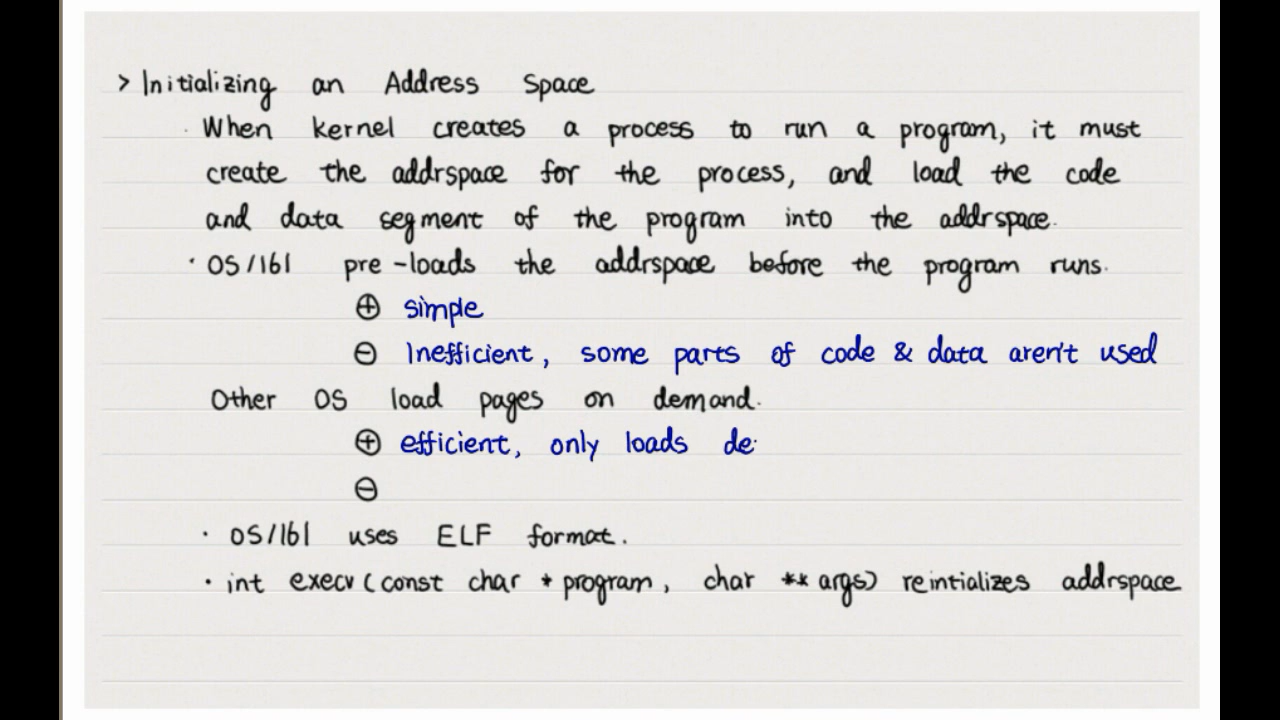 > Initializing an Address Space
· When kernel creates a process to run a program, it must
create the addrspace for the process, and load the code
and data segment of the program into the addrspace.
· OS/161 pre-loads the addrspace before the program runs.
⊕ simple
⊖ Inefficient, some parts of code & data aren't used
Other OS load pages on demand.
⊕ efficient, only loads de
⊖
· OS/161 uses ELF format.
· int execv (const char * program, char ** args) reintializes addrspace